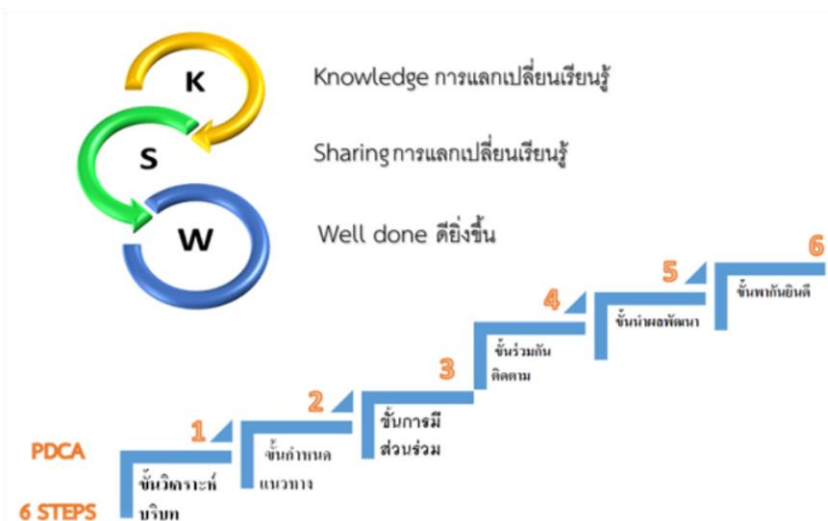 K
Knowledge การแลกเปลี่ยนเรียนรู้
S
Sharing การแลกเปลี่ยนเรียนรู้
W
Well done ดียิ่งขึ้น
PDCA
6 STEPS
1
ขั้นวิเคราะห์
บริบท
2
ขั้นกำหนด
แนวทาง
3
ขั้นการมี
ส่วนร่วม
4
ขั้นร่วมกัน
ติดตาม
5
ขั้นนำผลพัฒนา
6
ขั้นพากันยินดี